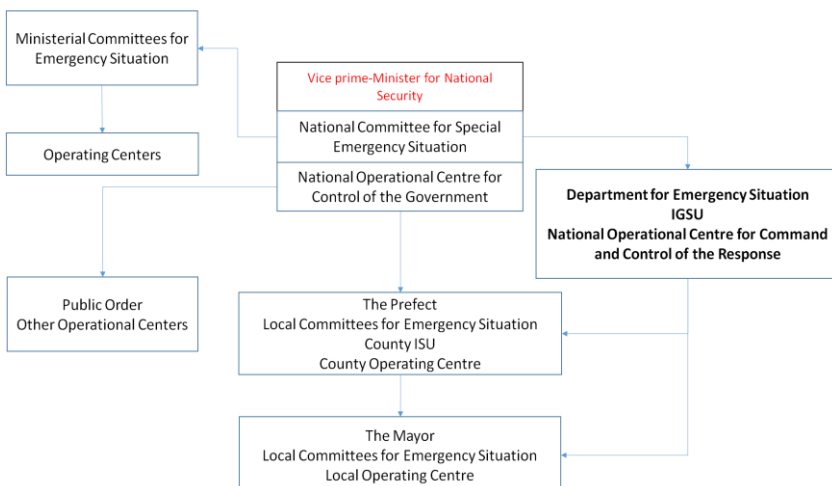 Ministerial Committees for
Emergency Situation
Vice prime-Minister for National
Security
National Committee for Special
Emergency Situation
Operating Centers
National Operational Centre for
Control of the Government
Department for Emergency Situation
IGSU
National Operational Centre for Command
and Control of the Response
Public Order
Other Operational Centers
The Prefect
Local Committees for Emergency Situation
County ISU
County Operating Centre
The Mayor
Local Committees for Emergency Situation
Local Operating Centre